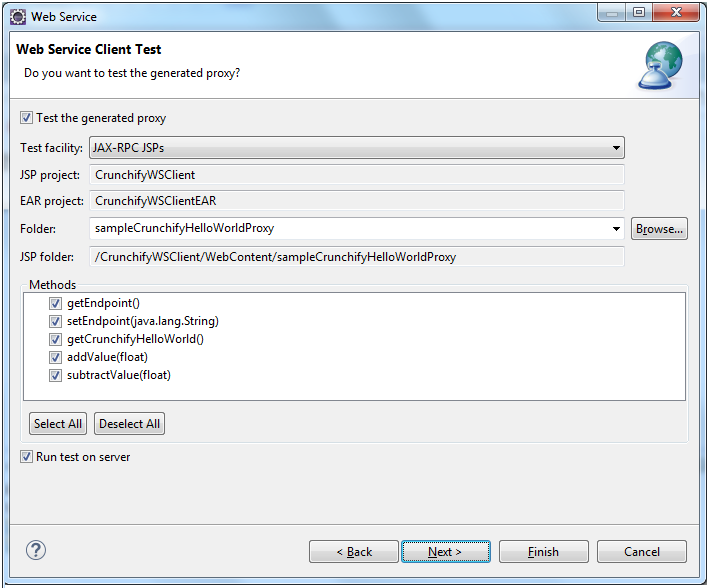 Web Service
Web Service Client Test
Do you want to test the generated proxy?
Test the generated proxy
Test facility: JAX-RPC JSPs
JSP project: CrunchifyWSClient
EAR project: CrunchifyWSClientEAR
Folder: sampleCrunchifyHelloWorldProxy Browse...
JSP folder: /CrunchifyWSClient/WebContent/sampleCrunchifyHelloWorldProxy
Methods
getEndpoint()
setEndpoint(java.lang.String)
getCrunchifyHelloWorld()
addValue(float)
subtractValue(float)
Select All Deselect All
Run test on server
? < Back Next > Finish Cancel